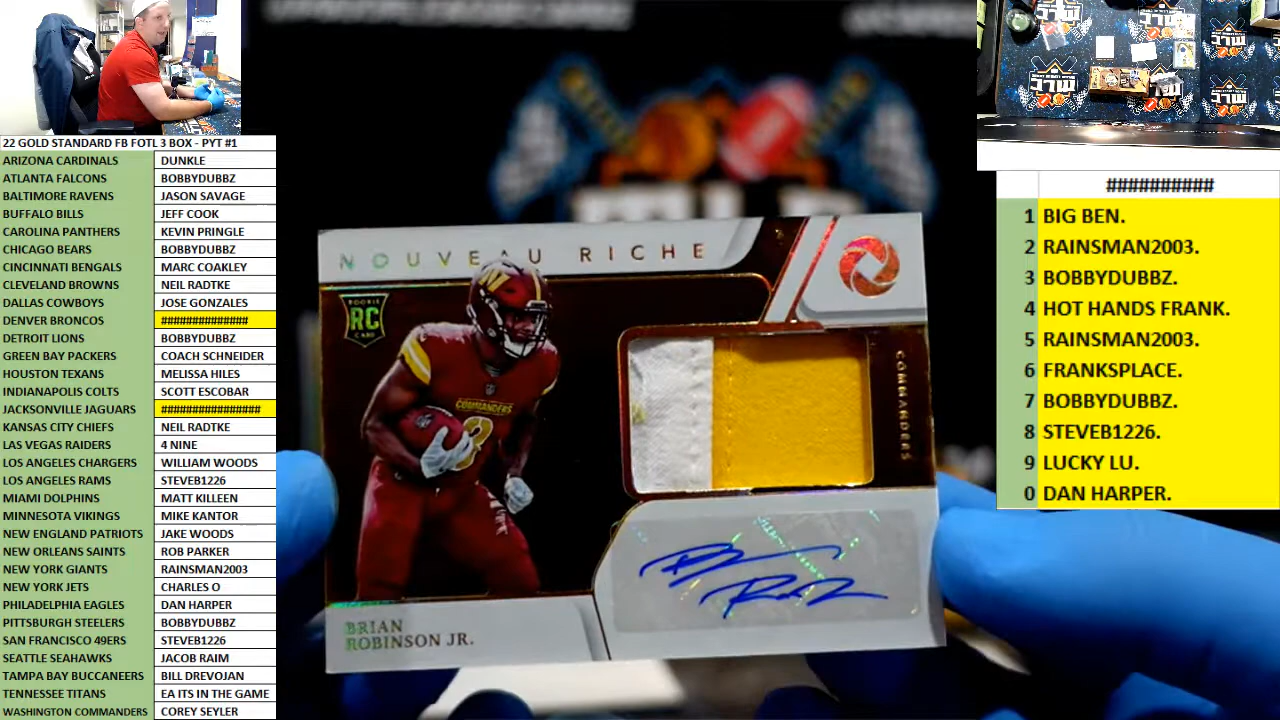 22 GOLD STANDARD FB FOTL 3 BOX - PYT #1
ARIZONA CARDINALS DUNKLE
ATLANTA FALCONS BOBBYDUBBZ
BALTIMORE RAVENS JASON SAVAGE
BUFFALO BILLS JEFF COOK
CAROLINA PANTHERS KEVIN PRINGLE
CHICAGO BEARS BOBBYDUBBZ
CINCINNATI BENGALS MARC COAKLEY
CLEVELAND BROWNS NEIL RADTKE
DALLAS COWBOYS JOSE GONZALES
DENVER BRONCOS ##############
DETROIT LIONS BOBBYDUBBZ
GREEN BAY PACKERS COACH SCHNEIDER
HOUSTON TEXANS MELISSA HILES
INDIANAPOLIS COLTS SCOTT ESCOBAR
JACKSONVILLE JAGUARS ################
KANSAS CITY CHIEFS NEIL RADTKE
LAS VEGAS RAIDERS 4 NINE
LOS ANGELES CHARGERS WILLIAM WOODS
LOS ANGELES RAMS STEVEB1226
MIAMI DOLPHINS MATT KILLEEN
MINNESOTA VIKINGS MIKE KANTOR
NEW ENGLAND PATRIOTS JAKE WOODS
NEW ORLEANS SAINTS ROB PARKER
NEW YORK GIANTS RAINSMAN2003
NEW YORK JETS CHARLES O
PHILADELPHIA EAGLES DAN HARPER
PITTSBURGH STEELERS BOBBYDUBBZ
SAN FRANCISCO 49ERS STEVEB1226
SEATTLE SEAHAWKS JACOB RAIM
TAMPA BAY BUCCANEERS BILL DREVOJAN
TENNESSEE TITANS EA ITS IN THE GAME
WASHINGTON COMMANDERS COREY SEYLER
NOUVEAU RICHE
ROOKIE
RC
CARD
COMMANDERS
8
COMMANDERS
BRIAN
ROBINSON JR.
##########
1 BIG BEN.
2 RAINSMAN2003.
3 BOBBYDUBBZ.
4 HOT HANDS FRANK.
5 RAINSMAN2003.
6 FRANKSPLACE.
7 BOBBYDUBBZ.
8 STEVEB1226.
9 LUCKY LU.
0 DAN HARPER.